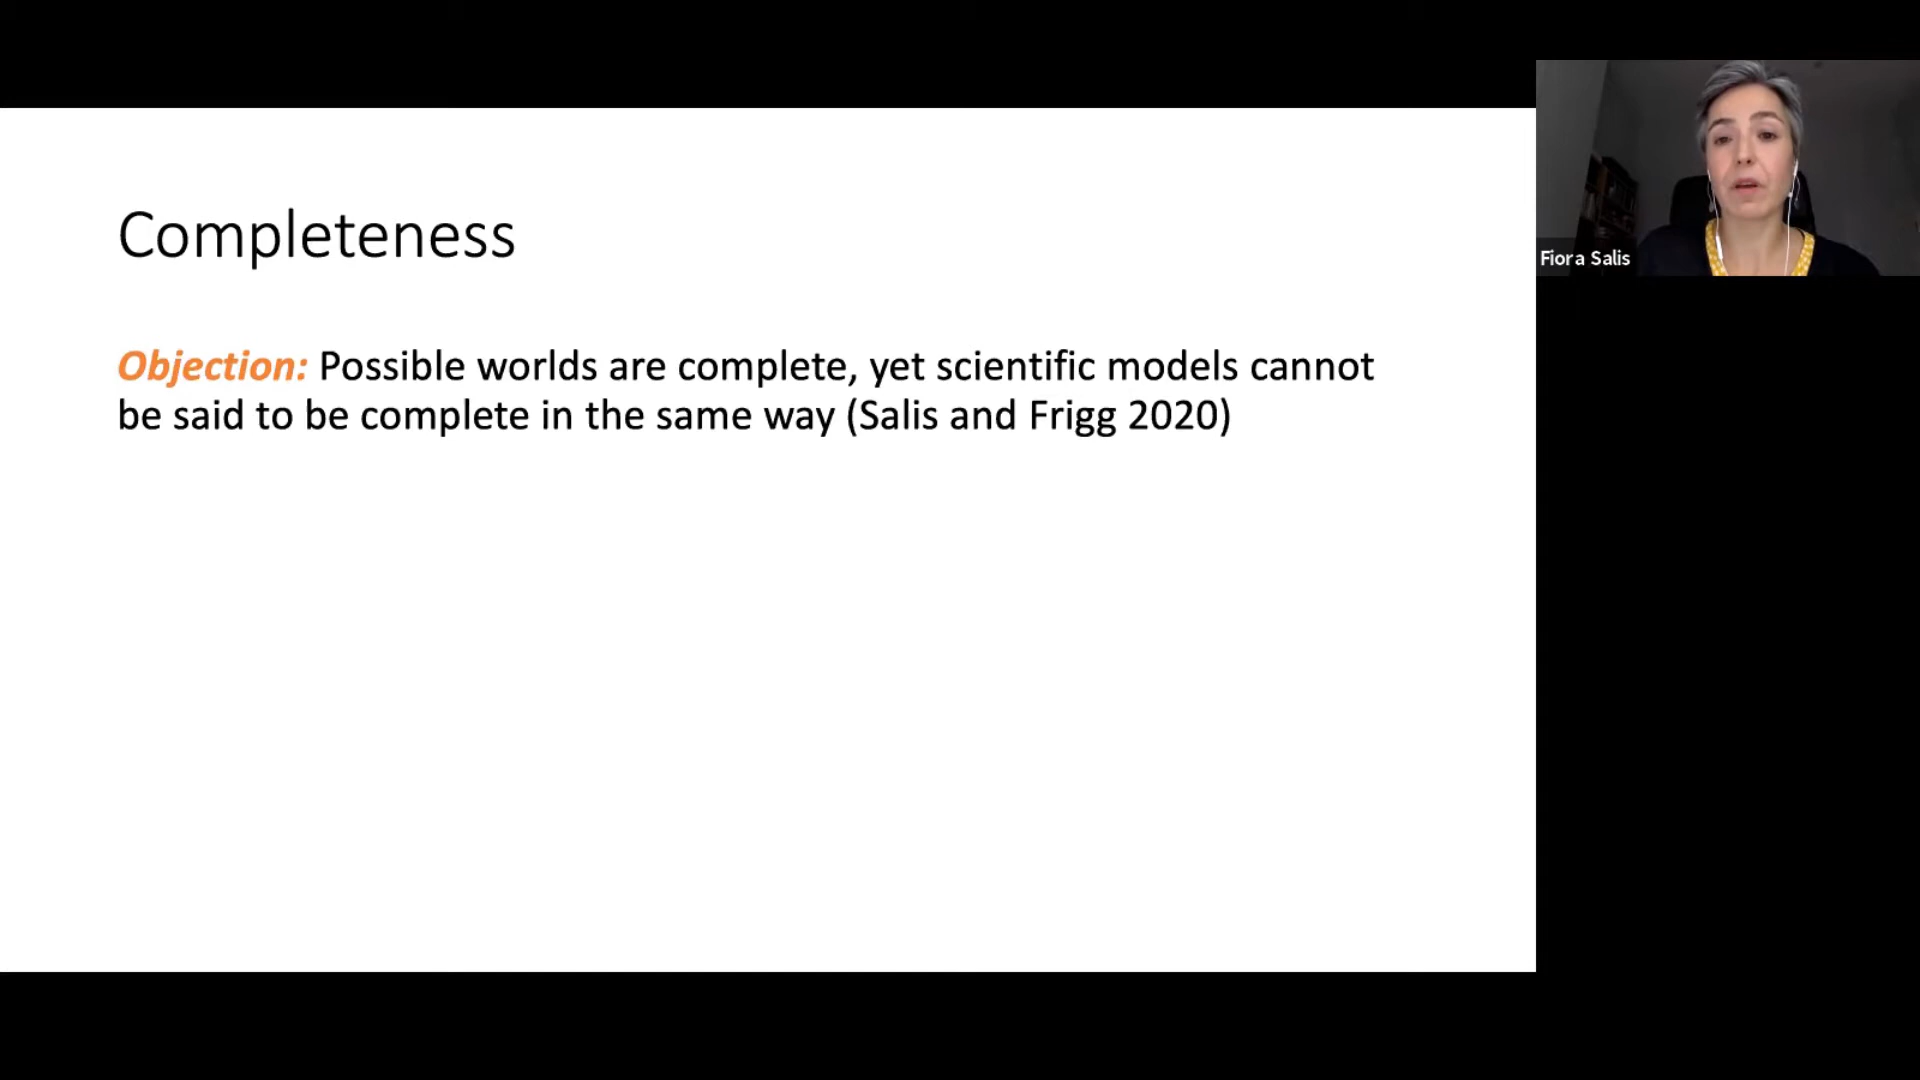 Completeness
Objection: Possible worlds are complete, yet scientific models cannot
be said to be complete in the same way (Salis and Frigg 2020)
Fiora Salis